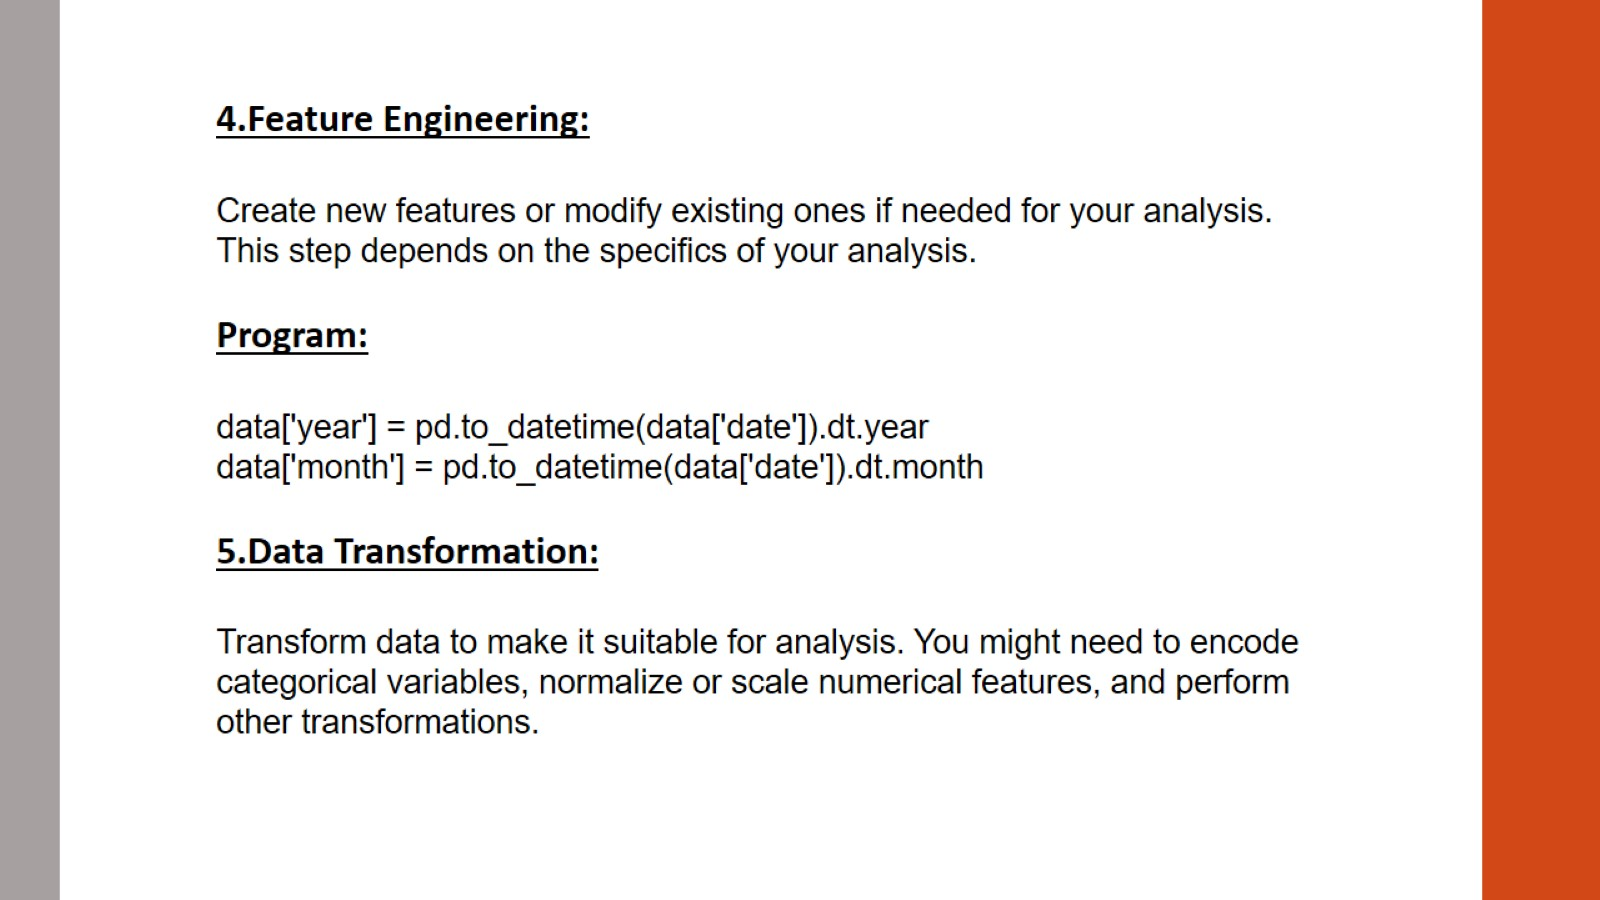 4.Feature Engineering:
Create new features or modify existing ones if needed for your analysis.
This step depends on the specifics of your analysis.
Program:
data['year'] = pd.to_datetime(data['date']).dt.year
data['month'] = pd.to_datetime(data['date']).dt.month
5.Data Transformation:
Transform data to make it suitable for analysis. You might need to encode
categorical variables, normalize or scale numerical features, and perform
other transformations.